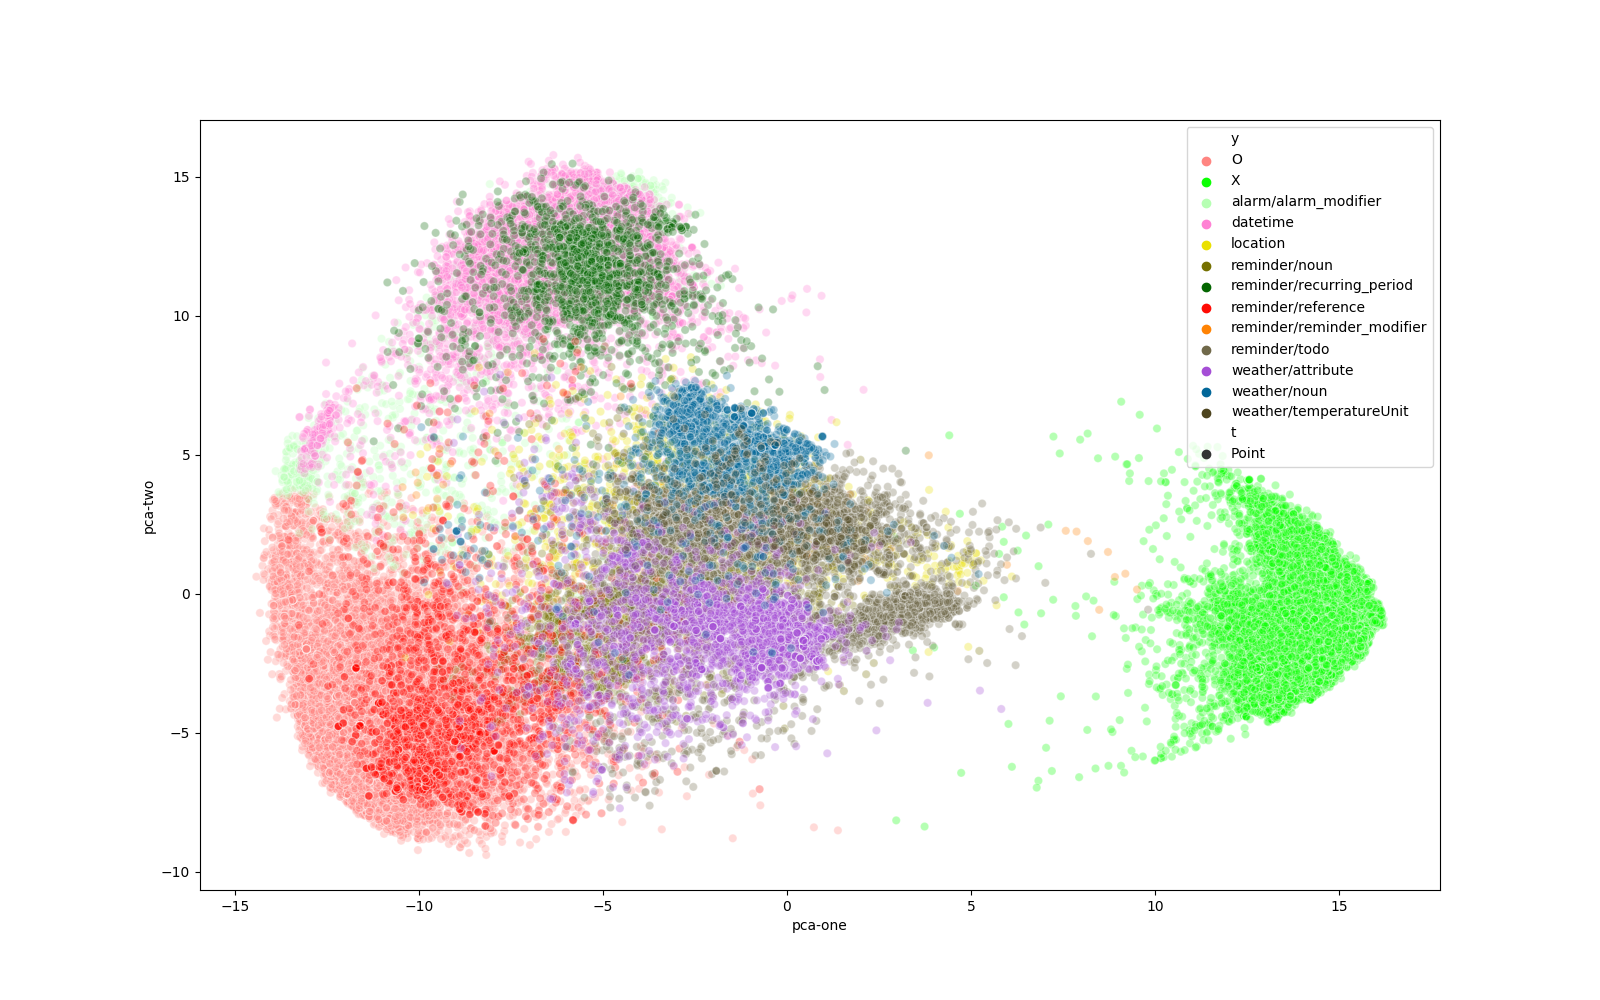 y
O
X
alarm/alarm_modifier
datetime
location
reminder/noun
reminder/recurring_period
reminder/reference
reminder/reminder_modifier
reminder/todo
weather/attribute
weather/noun
weather/temperatureUnit
t
Point
15
10
5
0
−5
−10
pca-two
−15 −10 −5 0 5 10 15
pca-one